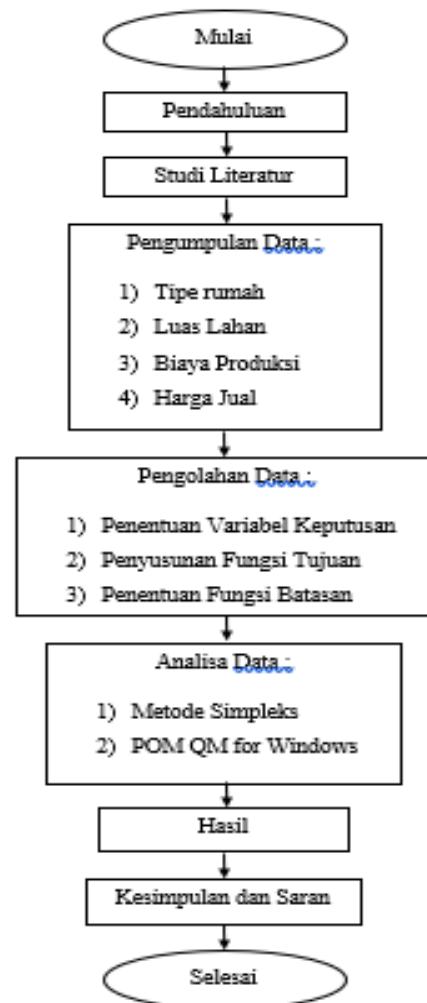 Mulai
Pendahuluan
Studi Literatur
Pengumpulan Data :
1) Tipe rumah
2) Luas Lahan
3) Biaya Produksi
4) Harga Jual
Pengolahan Data :
1) Penentuan Variabel Keputusan
2) Penyusunan Fungsi Tujuan
3) Penentuan Fungsi Batasan
Analisa Data :
1) Metode Simpleks
2) POM QM for Windows
Hasil
Kesimpulan dan Saran
Selesai